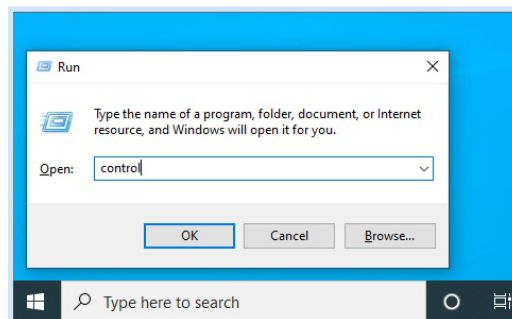 Run
Type the name of a program, folder, document, or Internet
resource, and Windows will open it for you.
Open:
control
OK
Cancel
Browse...
Type here to search